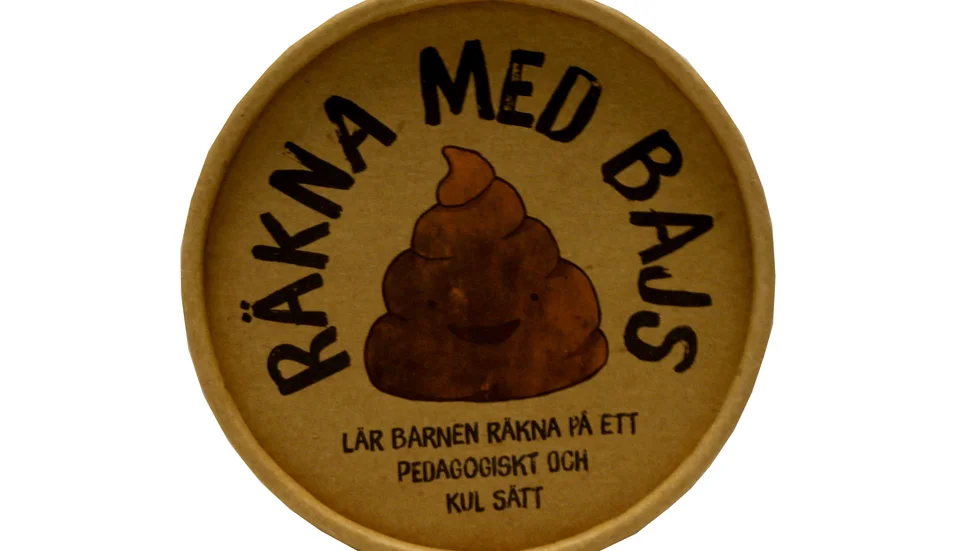 RÄKNA MED BAJS
LÄR BARNEN RÄKNA PÅ ETT
PEDAGOGISKT OCH
KUL SÄTT